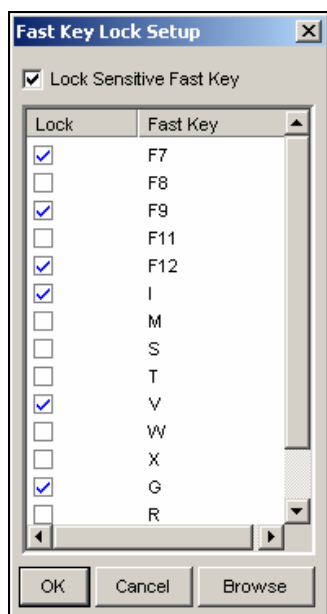 Fast Key Lock Setup
Lock Sensitive Fast Key
Lock Fast Key
F7
F8
F9
F11
F12
I
M
S
T
V
W
X
G
R
OK Cancel Browse